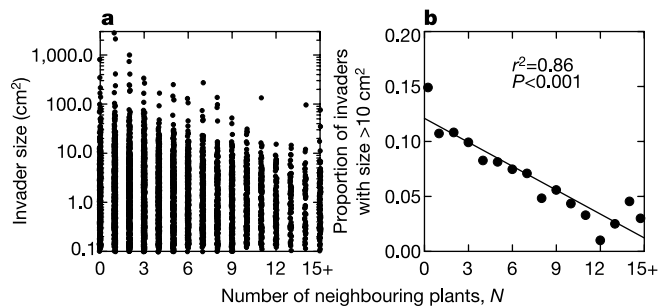 a
Invader size (cm²)
1,000.0
100.0
10.0
1.0
0.1
0 3 6 9 12 15+
b
Proportion of invaders
with size >10 cm²
0.20
0.15
0.10
0.05
0.00
r²=0.86
P<0.001
0 3 6 9 12 15+
Number of neighbouring plants, N